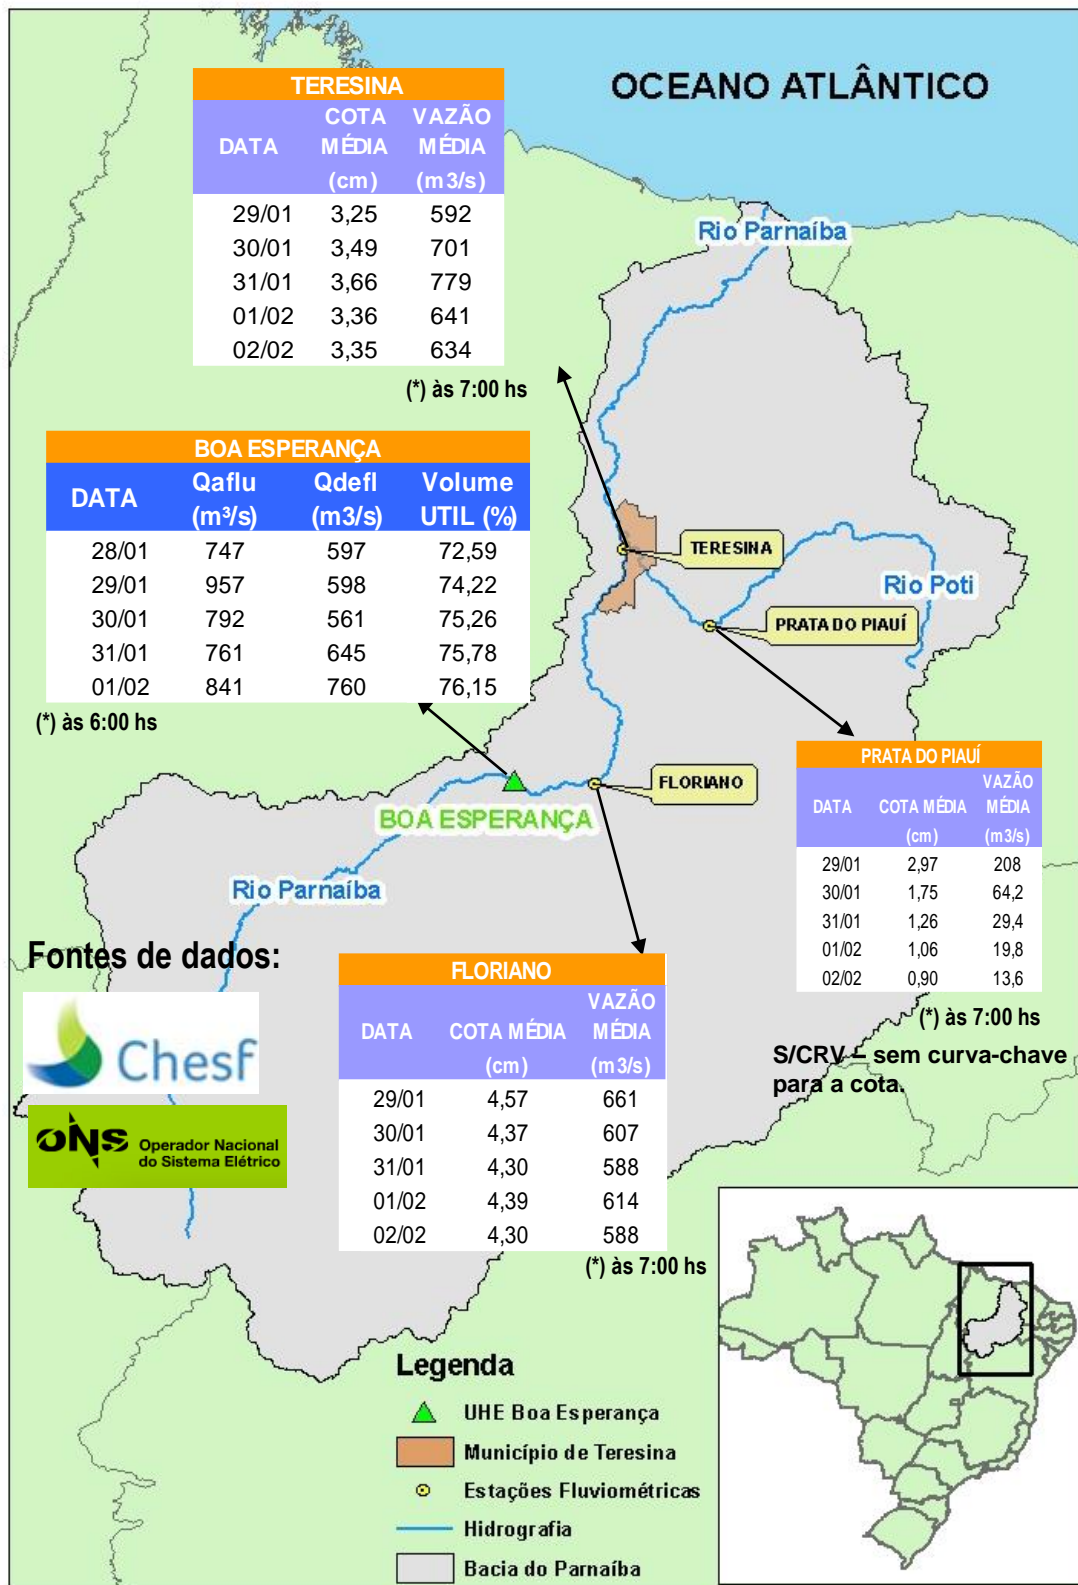 OCEANO ATLÂNTICO
TERESINA
DATA COTA MÉDIA (cm) VAZÃO MÉDIA (m3/s)
29/01 3,25 592
30/01 3,49 701
31/01 3,66 779
01/02 3,36 641
02/02 3,35 634
(*) às 7:00 hs
Rio Parnaíba
BOA ESPERANÇA
DATA Qaflu (m³/s) Qdefl (m3/s) Volume UTIL (%)
28/01 747 597 72,59
29/01 957 598 74,22
30/01 792 561 75,26
31/01 761 645 75,78
01/02 841 760 76,15
(*) às 6:00 hs
TERESINA
Rio Poti
PRATA DO PIAUÍ
FLORIANO
BOA ESPERANÇA
Rio Parnaíba
PRATA DO PIAUÍ
DATA COTA MÉDIA (cm) VAZÃO MÉDIA (m3/s)
29/01 2,97 208
30/01 1,75 64,2
31/01 1,26 29,4
01/02 1,06 19,8
02/02 0,90 13,6
(*) às 7:00 hs
S/CRV – sem curva-chave
para a cota.
Fontes de dados:
Chesf
ONS Operador Nacional
do Sistema Elétrico
FLORIANO
DATA COTA MÉDIA (cm) VAZÃO MÉDIA (m3/s)
29/01 4,57 661
30/01 4,37 607
31/01 4,30 588
01/02 4,39 614
02/02 4,30 588
(*) às 7:00 hs
Legenda
UHE Boa Esperança
Município de Teresina
Estações Fluviométricas
Hidrografia
Bacia do Parnaíba